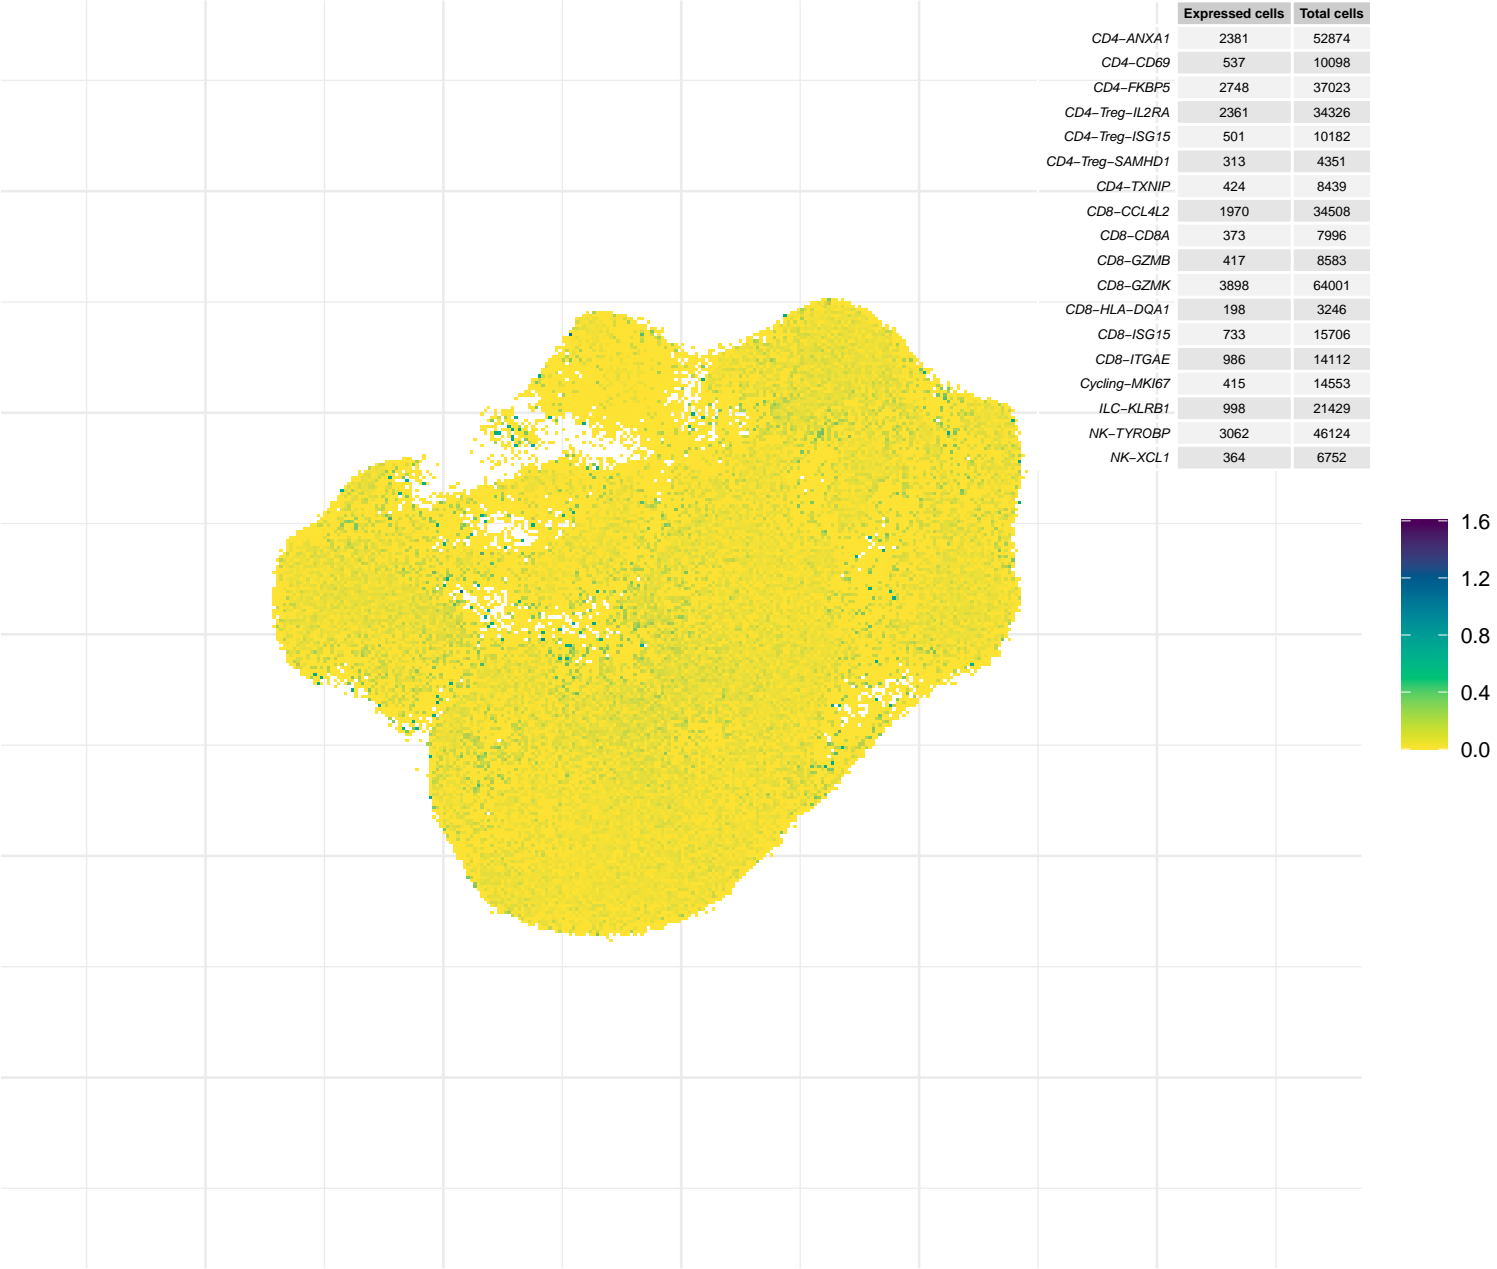 Expressed cells Total cells
CD4−ANXA1 2381 52874
CD4−CD69 537 10098
CD4−FKBP5 2748 37023
CD4−Treg−IL2RA 2361 34326
CD4−Treg−ISG15 501 10182
CD4−Treg−SAMHD1 313 4351
CD4−TXNIP 424 8439
CD8−CCL4L2 1970 34508
CD8−CD8A 373 7996
CD8−GZMB 417 8583
CD8−GZMK 3898 64001
CD8−HLA−DQA1 198 3246
CD8−ISG15 733 15706
CD8−ITGAE 986 14112
Cycling−MKI67 415 14553
ILC−KLRB1 998 21429
NK−TYROBP 3062 46124
NK−XCL1 364 6752
1.6
1.2
0.8
0.4
0.0